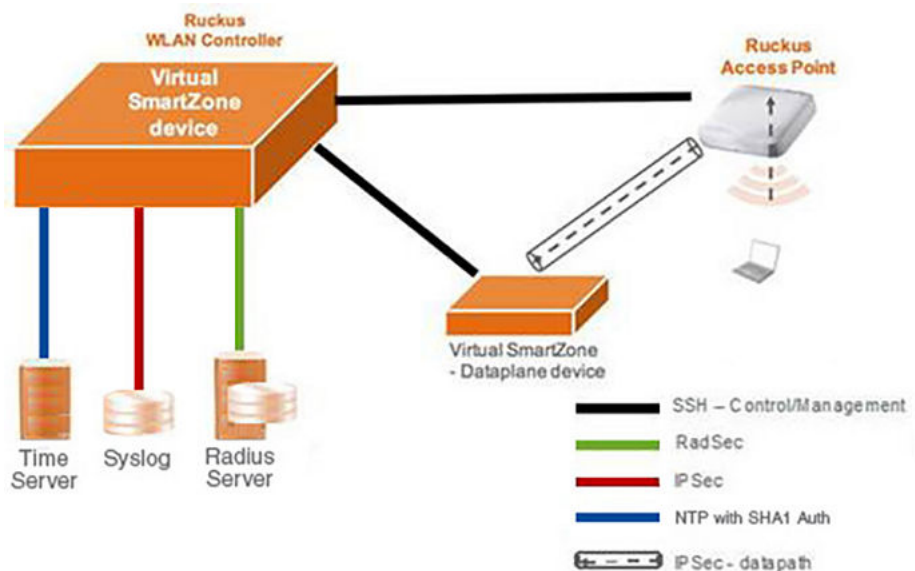 Ruckus
WLAN Controller
Virtual
SmartZone
device
Ruckus
Access Point
Virtual SmartZone
- Dataplane device
Time
Server
Syslog
Radius
Server
SSH – Control/Management
RadSec
IPSec
NTP with SHA1 Auth
IPSec - datapath